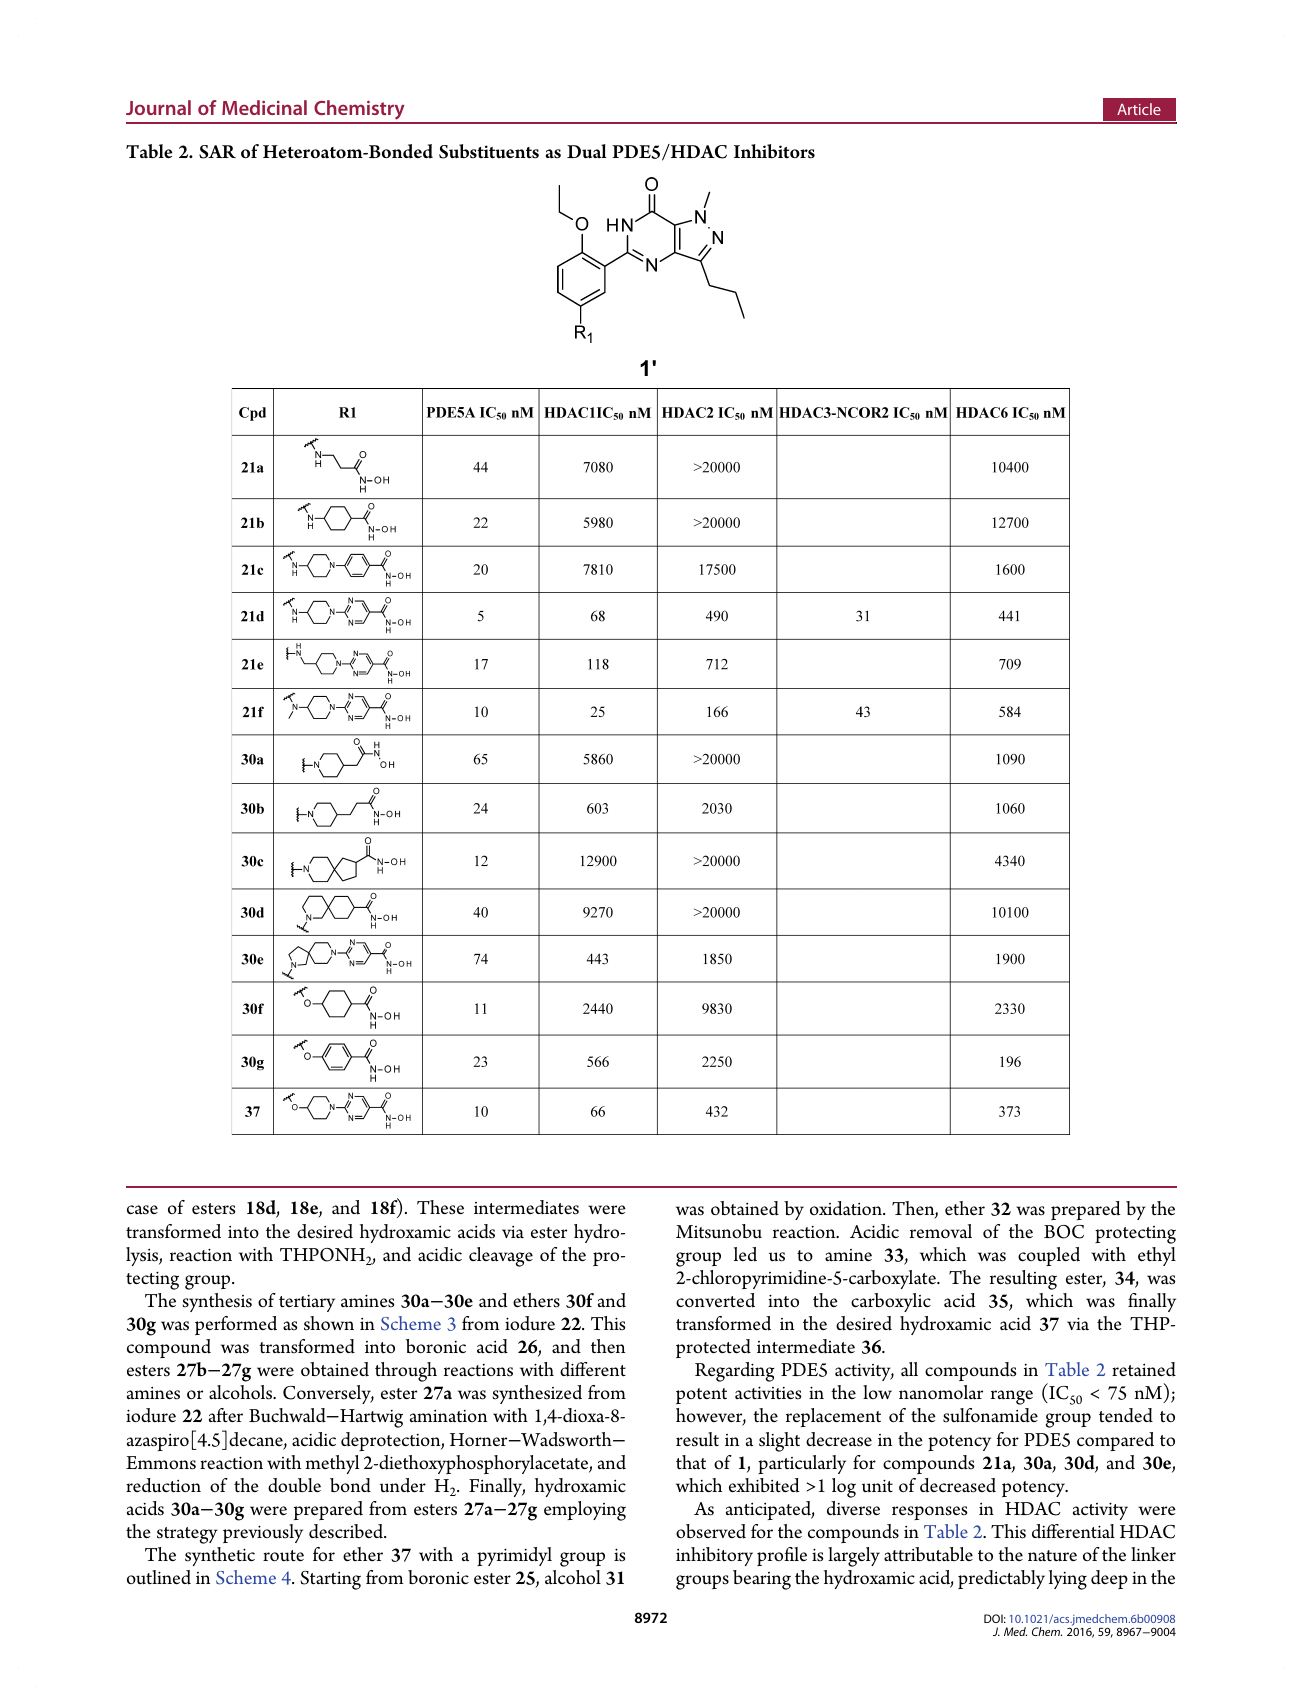 Journal of Medicinal Chemistry
Article
Table 2. SAR of Heteroatom-Bonded Substituents as Dual PDE5/HDAC Inhibitors
O
O
HN
N
N
N
R1
1'
Cpd R1 PDE5A IC50 nM HDAC1IC50 nM HDAC2 IC50 nM HDAC3-NCOR2 IC50 nM HDAC6 IC50 nM
21a N H O N-OH H 44 7080 >20000 10400
21b N H O N-OH H 22 5980 >20000 12700
21c N H N O N-OH H 20 7810 17500 1600
21d N H N N N O N-OH H 5 68 490 31 441
21e H N N N N O N-OH H 17 118 712 709
21f N N N N O N-OH H 10 25 166 43 584
30a N O H N OH 65 5860 >20000 1090
30b N O N-OH H 24 603 2030 1060
30c N O N-OH H 12 12900 >20000 4340
30d N O N-OH H 40 9270 >20000 10100
30e N N N N O N-OH H 74 443 1850 1900
30f O O N-OH H 11 2440 9830 2330
30g O O N-OH H 23 566 2250 196
37 O N N N O N-OH H 10 66 432 373
case of esters 18d, 18e, and 18f). These intermediates were
transformed into the desired hydroxamic acids via ester hydro-
lysis, reaction with THPONH2, and acidic cleavage of the pro-
tecting group.
The synthesis of tertiary amines 30a−30e and ethers 30f and
30g was performed as shown in Scheme 3 from iodure 22. This
compound was transformed into boronic acid 26, and then
esters 27b−27g were obtained through reactions with different
amines or alcohols. Conversely, ester 27a was synthesized from
iodure 22 after Buchwald−Hartwig amination with 1,4-dioxa-8-
azaspiro[4.5]decane, acidic deprotection, Horner−Wadsworth−
Emmons reaction with methyl 2-diethoxyphosphorylacetate, and
reduction of the double bond under H2. Finally, hydroxamic
acids 30a−30g were prepared from esters 27a−27g employing
the strategy previously described.
The synthetic route for ether 37 with a pyrimidyl group is
outlined in Scheme 4. Starting from boronic ester 25, alcohol 31
was obtained by oxidation. Then, ether 32 was prepared by the
Mitsunobu reaction. Acidic removal of the BOC protecting
group led us to amine 33, which was coupled with ethyl
2-chloropyrimidine-5-carboxylate. The resulting ester, 34, was
converted into the carboxylic acid 35, which was finally
transformed in the desired hydroxamic acid 37 via the THP-
protected intermediate 36.
Regarding PDE5 activity, all compounds in Table 2 retained
potent activities in the low nanomolar range (IC50 < 75 nM);
however, the replacement of the sulfonamide group tended to
result in a slight decrease in the potency for PDE5 compared to
that of 1, particularly for compounds 21a, 30a, 30d, and 30e,
which exhibited >1 log unit of decreased potency.
As anticipated, diverse responses in HDAC activity were
observed for the compounds in Table 2. This differential HDAC
inhibitory profile is largely attributable to the nature of the linker
groups bearing the hydroxamic acid, predictably lying deep in the
8972
DOI: 10.1021/acs.jmedchem.6b00908
J. Med. Chem. 2016, 59, 8967−9004